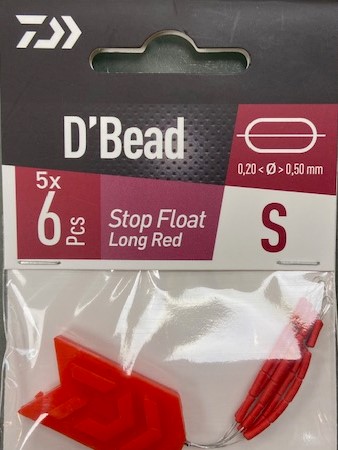 D'Bead
0,20 < Ø > 0,50 mm
5x
6 Pcs
Stop Float
Long Red
S